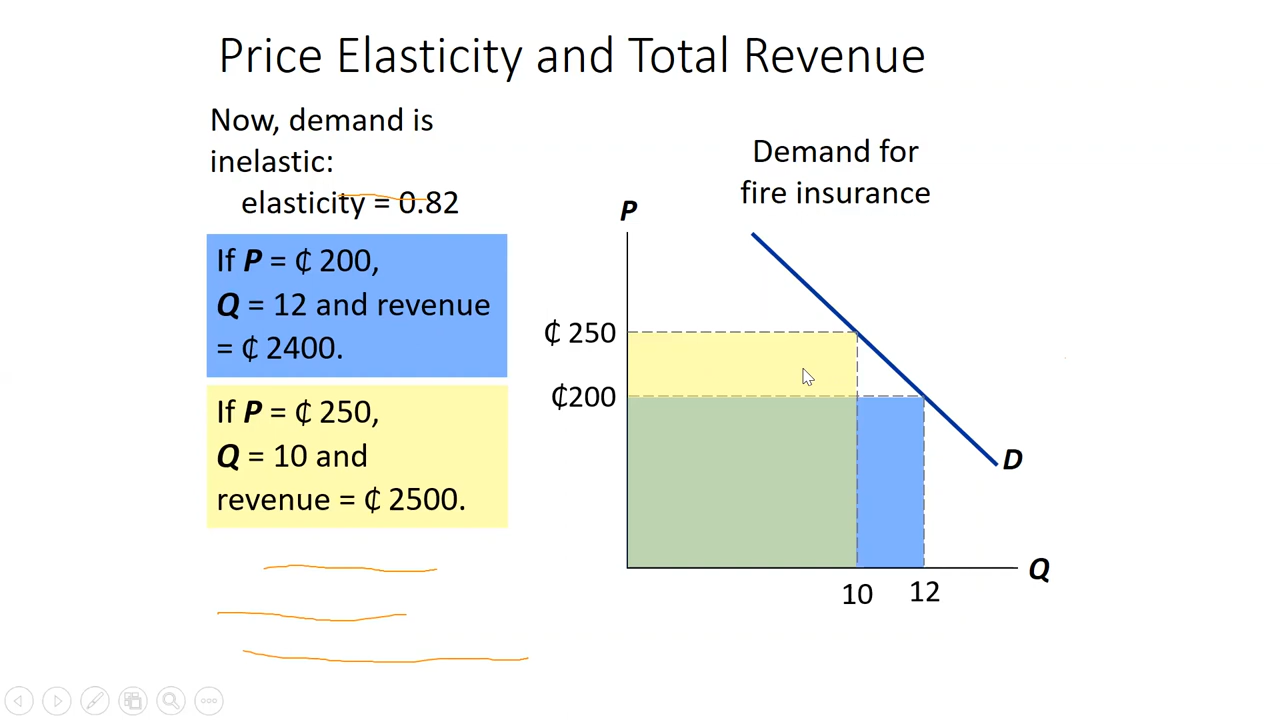 Price Elasticity and Total Revenue
Now, demand is
inelastic:
elasticity = 0.82
If P = ₵ 200,
Q = 12 and revenue
= ₵ 2400.
If P = ₵ 250,
Q = 10 and
revenue = ₵ 2500.
Demand for
fire insurance
P
₵ 250
₵200
D
Q
10
12